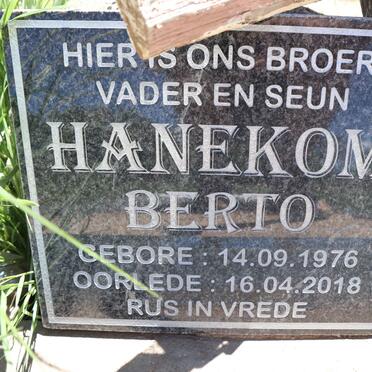 HIER IS ONS BROER
VADER EN SEUN
HANEKOM
BERTO
GEBORE : 14.09.1976
OORLEDE : 16.04.2018
RUS IN VREDE